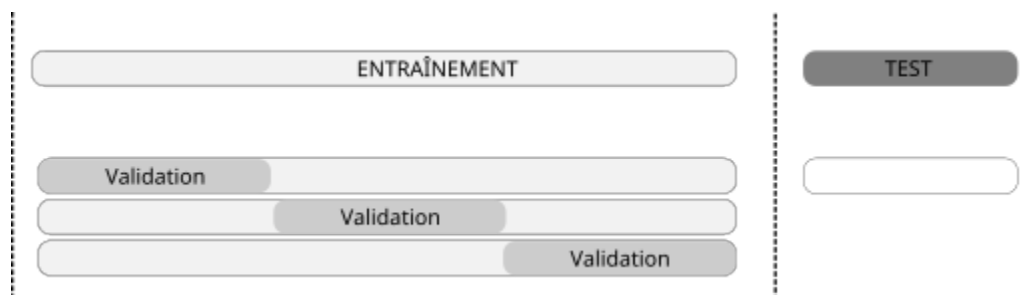 ENTRAÎNEMENT
TEST
Validation
Validation
Validation